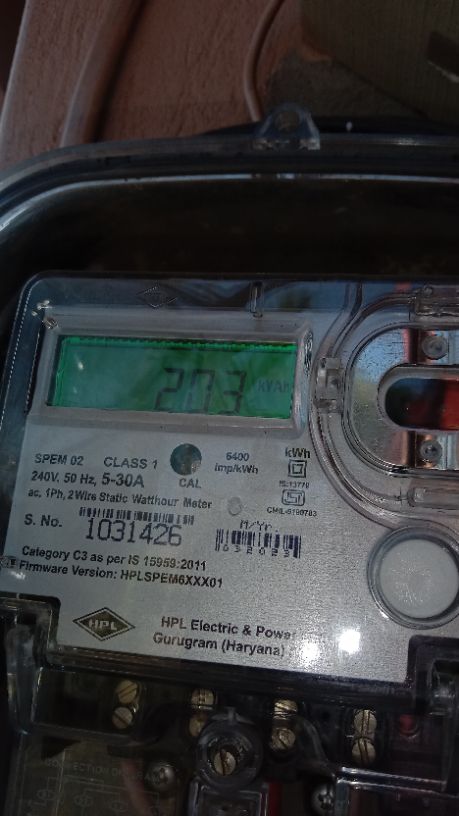 203 kVAh
SPEM 02 CLASS 1
6400 imp/kWh
kWh
240V, 50 Hz, 5-30A
CAL
IS:13779
ac, 1Ph, 2Wire Static Watthour Meter
S. No. 1031426
M/Yr.
Category C3 as per IS 15959:2011
Firmware Version: HPLSPEM6XXX01
HPL
HPL Electric & Power
Gurugram (Haryana)